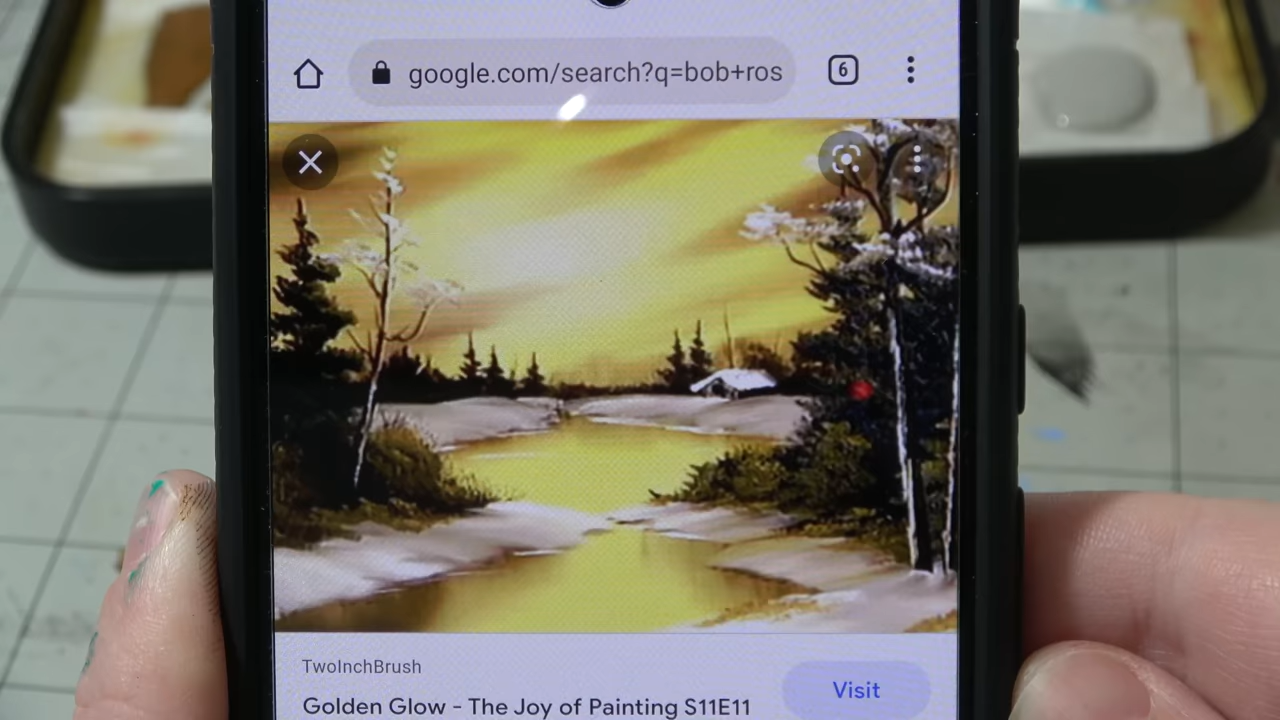 google.com/search?q=bob+ros
6
TwoInchBrush
Golden Glow - The Joy of Painting S11E11
Visit